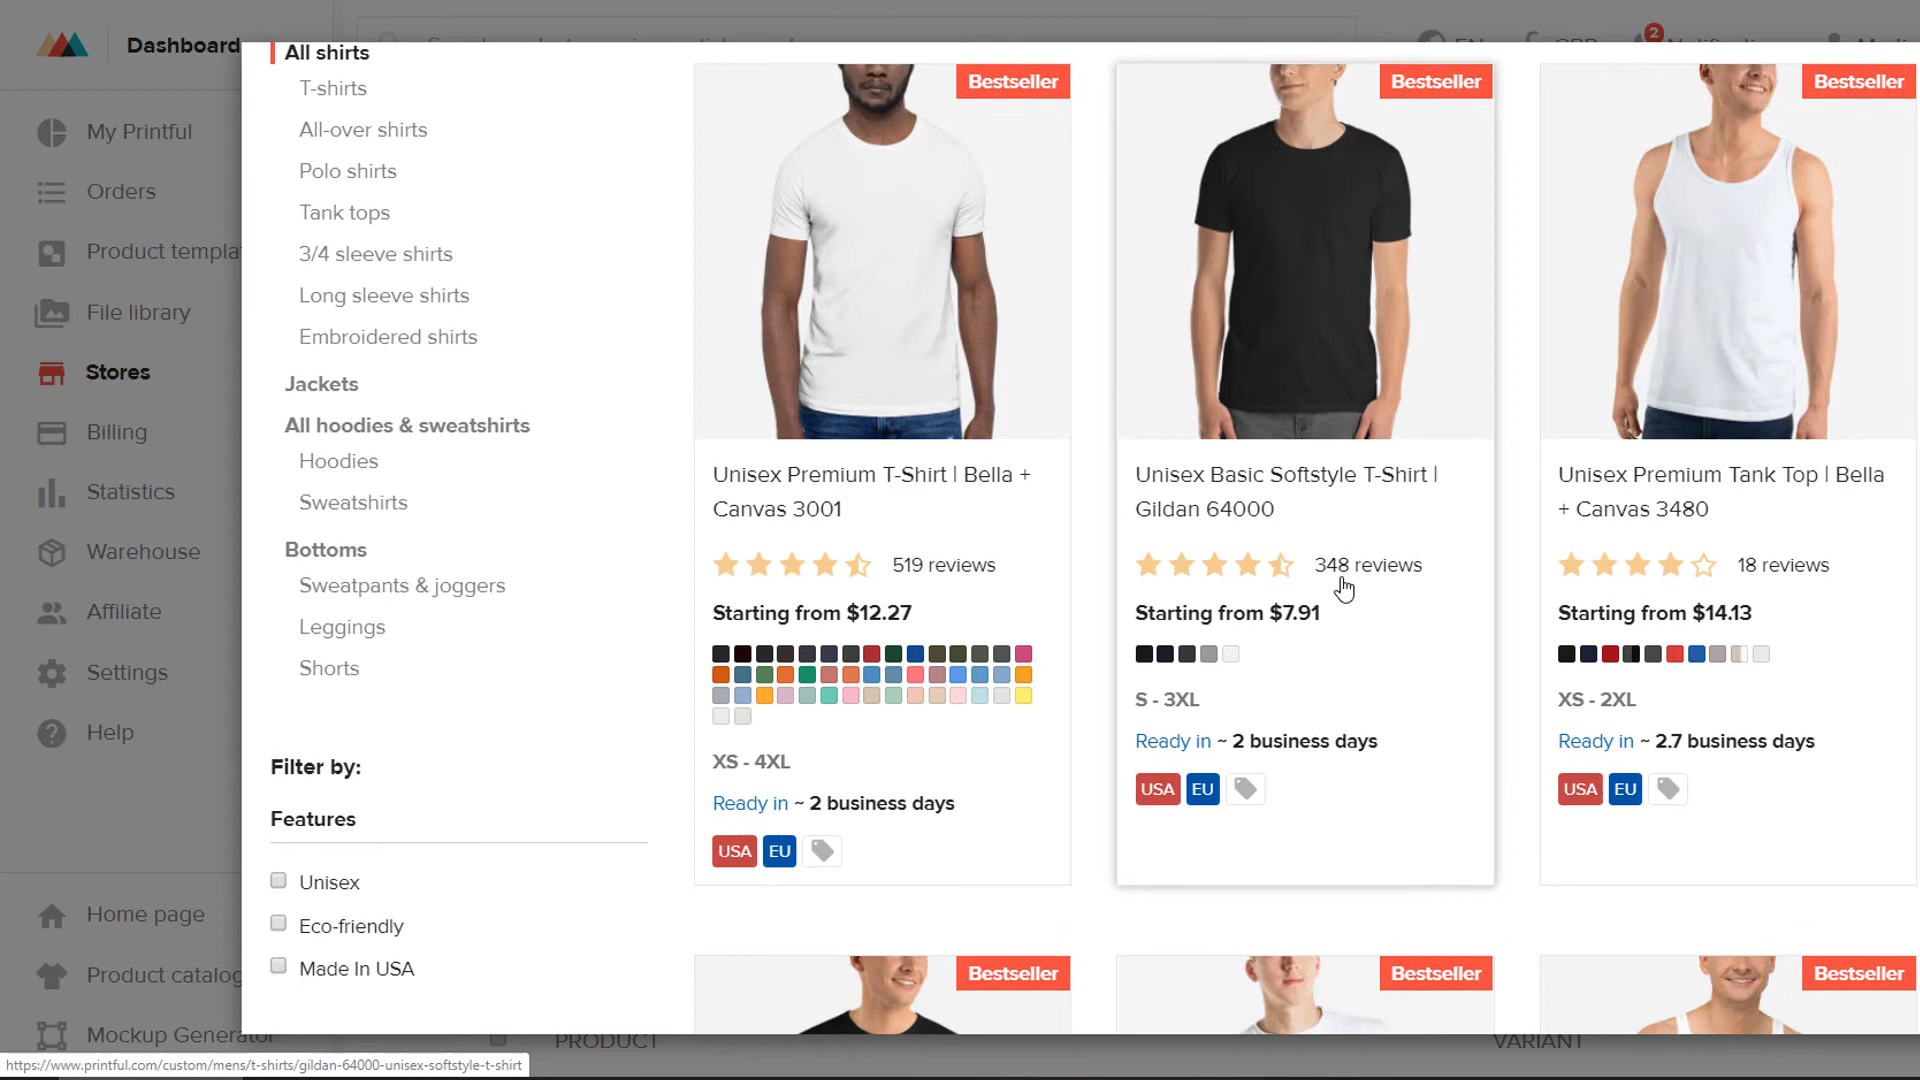 Dashboard
EN
2
My Printful
Orders
Product templa
File library
Stores
Billing
Statistics
Warehouse
Affiliate
Settings
Help
Home page
Product catalog
Mockup Generator
All shirts
T-shirts
All-over shirts
Polo shirts
Tank tops
3/4 sleeve shirts
Long sleeve shirts
Embroidered shirts
Jackets
All hoodies & sweatshirts
Hoodies
Sweatshirts
Bottoms
Sweatpants & joggers
Leggings
Shorts
Filter by:
Features
Unisex
Eco-friendly
Made In USA
Bestseller
Unisex Premium T-Shirt | Bella +
Canvas 3001
519 reviews
Starting from $12.27
XS - 4XL
Ready in ~ 2 business days
USA EU
Bestseller
Unisex Basic Softstyle T-Shirt |
Gildan 64000
348 reviews
Starting from $7.91
S - 3XL
Ready in ~ 2 business days
USA EU
Bestseller
Unisex Premium Tank Top | Bella
+ Canvas 3480
18 reviews
Starting from $14.13
XS - 2XL
Ready in ~ 2.7 business days
USA EU
Bestseller
Bestseller
Bestseller
PRODUCT
VARIANT
https://www.printful.com/custom/mens/t-shirts/gildan-64000-unisex-softstyle-t-shirt